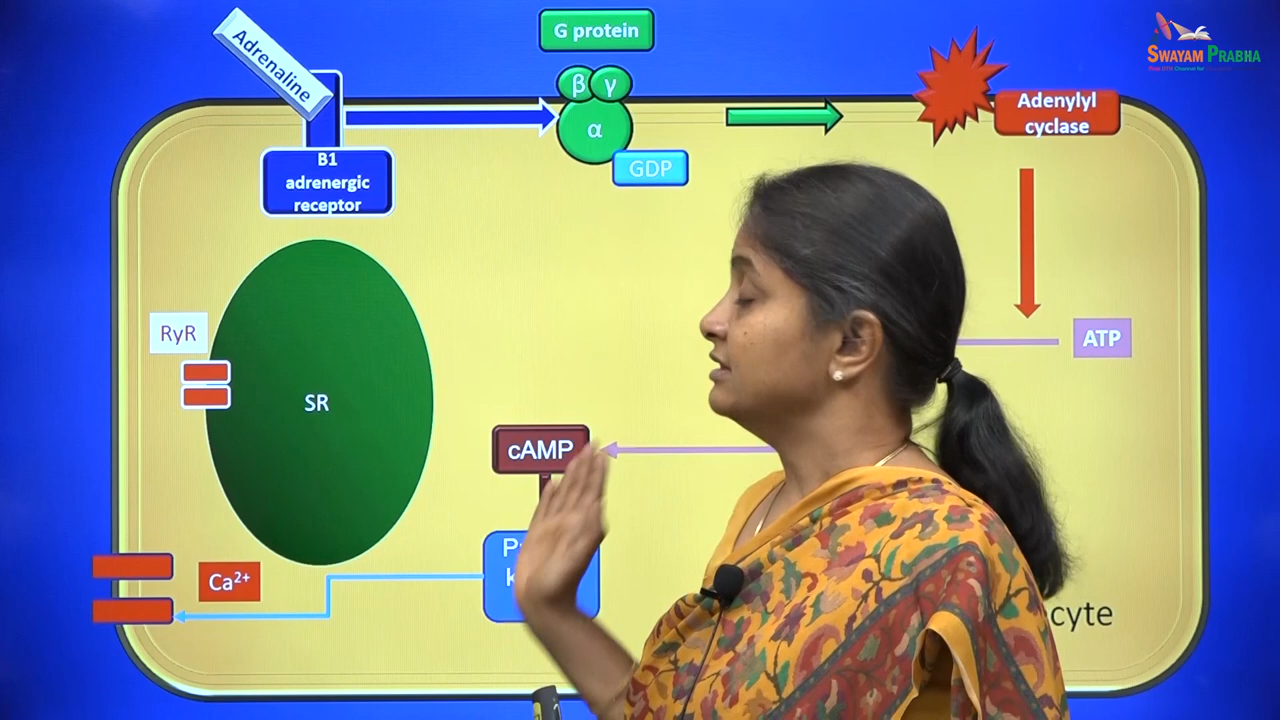 G protein
Adrenaline
SWAYAM PRABHA
β γ
α
GDP
Adenylyl
cyclase
B1
adrenergic
receptor
RyR
ATP
SR
cAMP
Ca²⁺
cyte